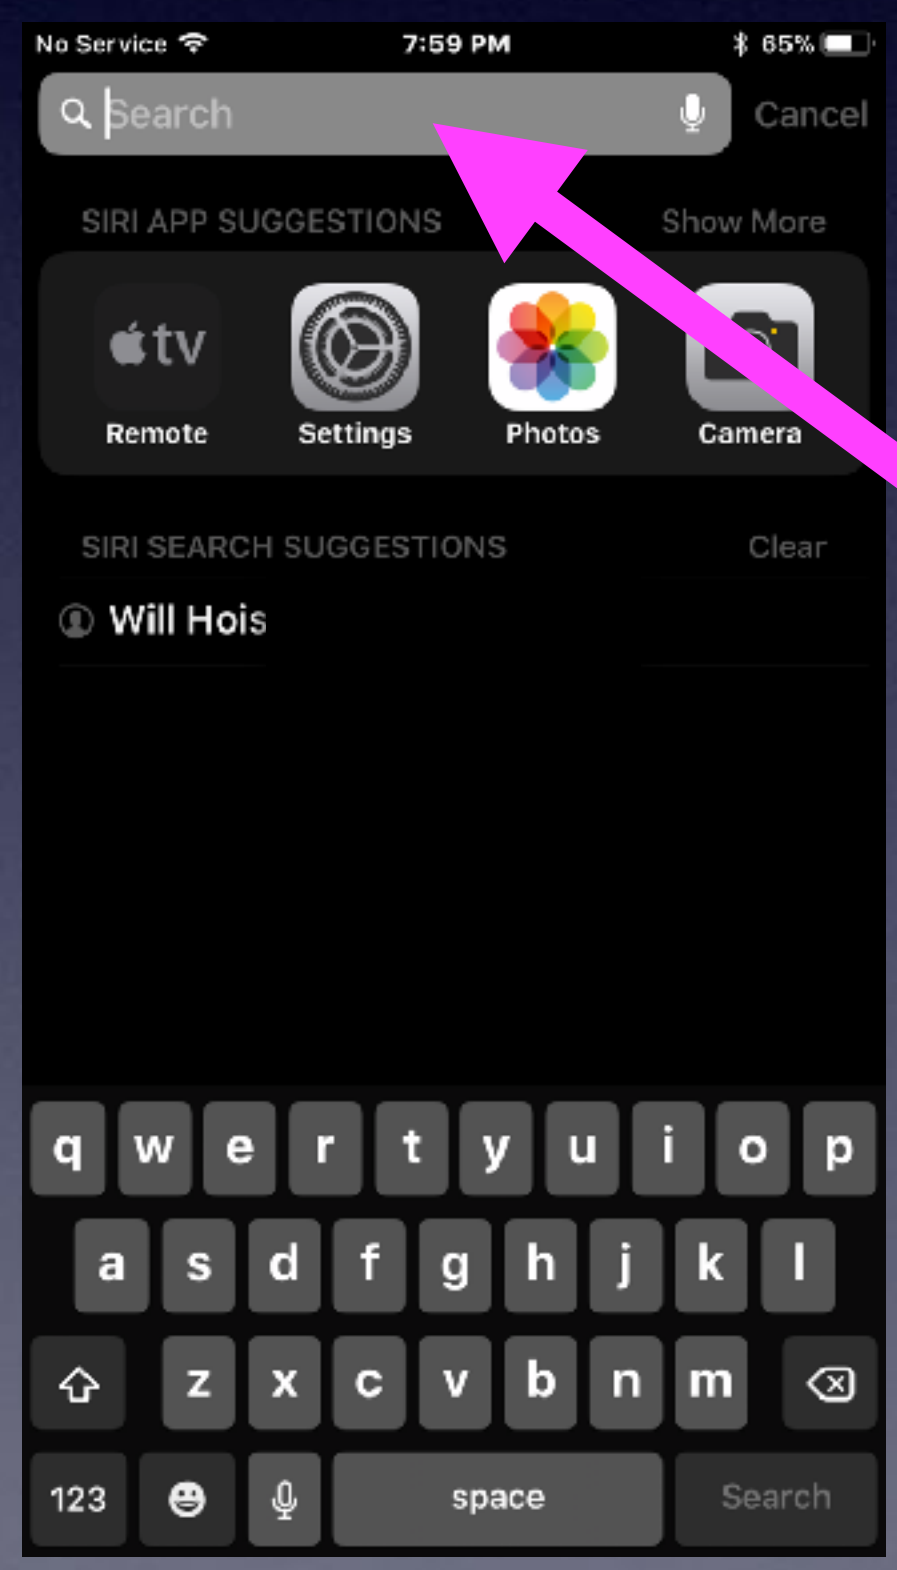 No Service 7:59 PM 65%
Search Cancel
SIRI APP SUGGESTIONS Show More
tv
Remote Settings Photos Camera
SIRI SEARCH SUGGESTIONS Clear
Will Hois
q w e r t y u i o p
a s d f g h j k l
z x c v b n m
123 space Search